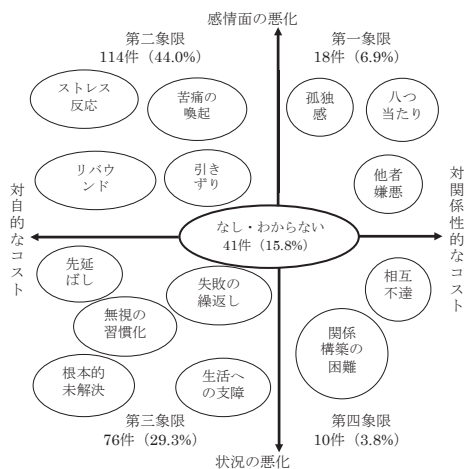 感情面の悪化
第二象限
114件（44.0%）
第一象限
18件（6.9%）
ストレス
反応
苦痛の
喚起
孤独
感
八つ
当たり
リバウ
ンド
引き
ずり
他者
嫌悪
対自的なコスト
対関係性的なコスト
なし・わからない
41件（15.8%）
先延
ばし
失敗の
繰返し
相互
不達
無視の
習慣化
関係
構築の
困難
根本的
未解決
生活へ
の支障
第三象限
76件（29.3%）
第四象限
10件（3.8%）
状況の悪化